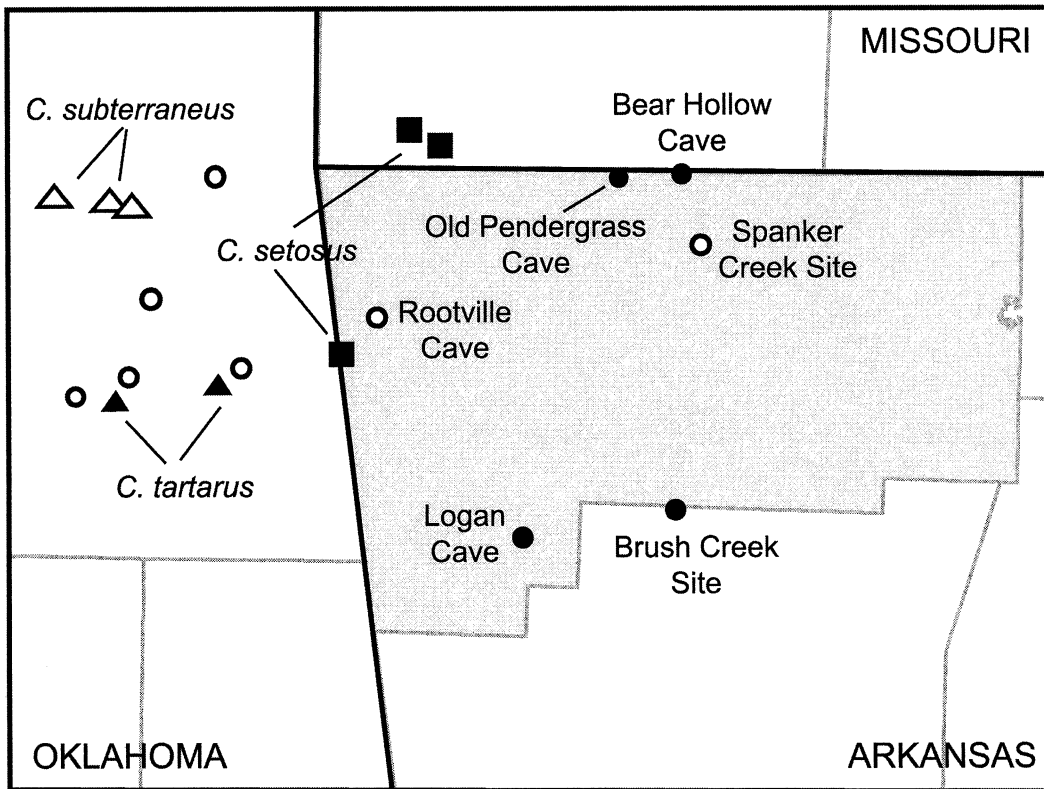 MISSOURI
C. subterraneus
Bear Hollow
Cave
Old Pendergrass
Cave
C. setosus
Spanker
Creek Site
Rootville
Cave
C. tartarus
Logan
Cave
Brush Creek
Site
OKLAHOMA
ARKANSAS